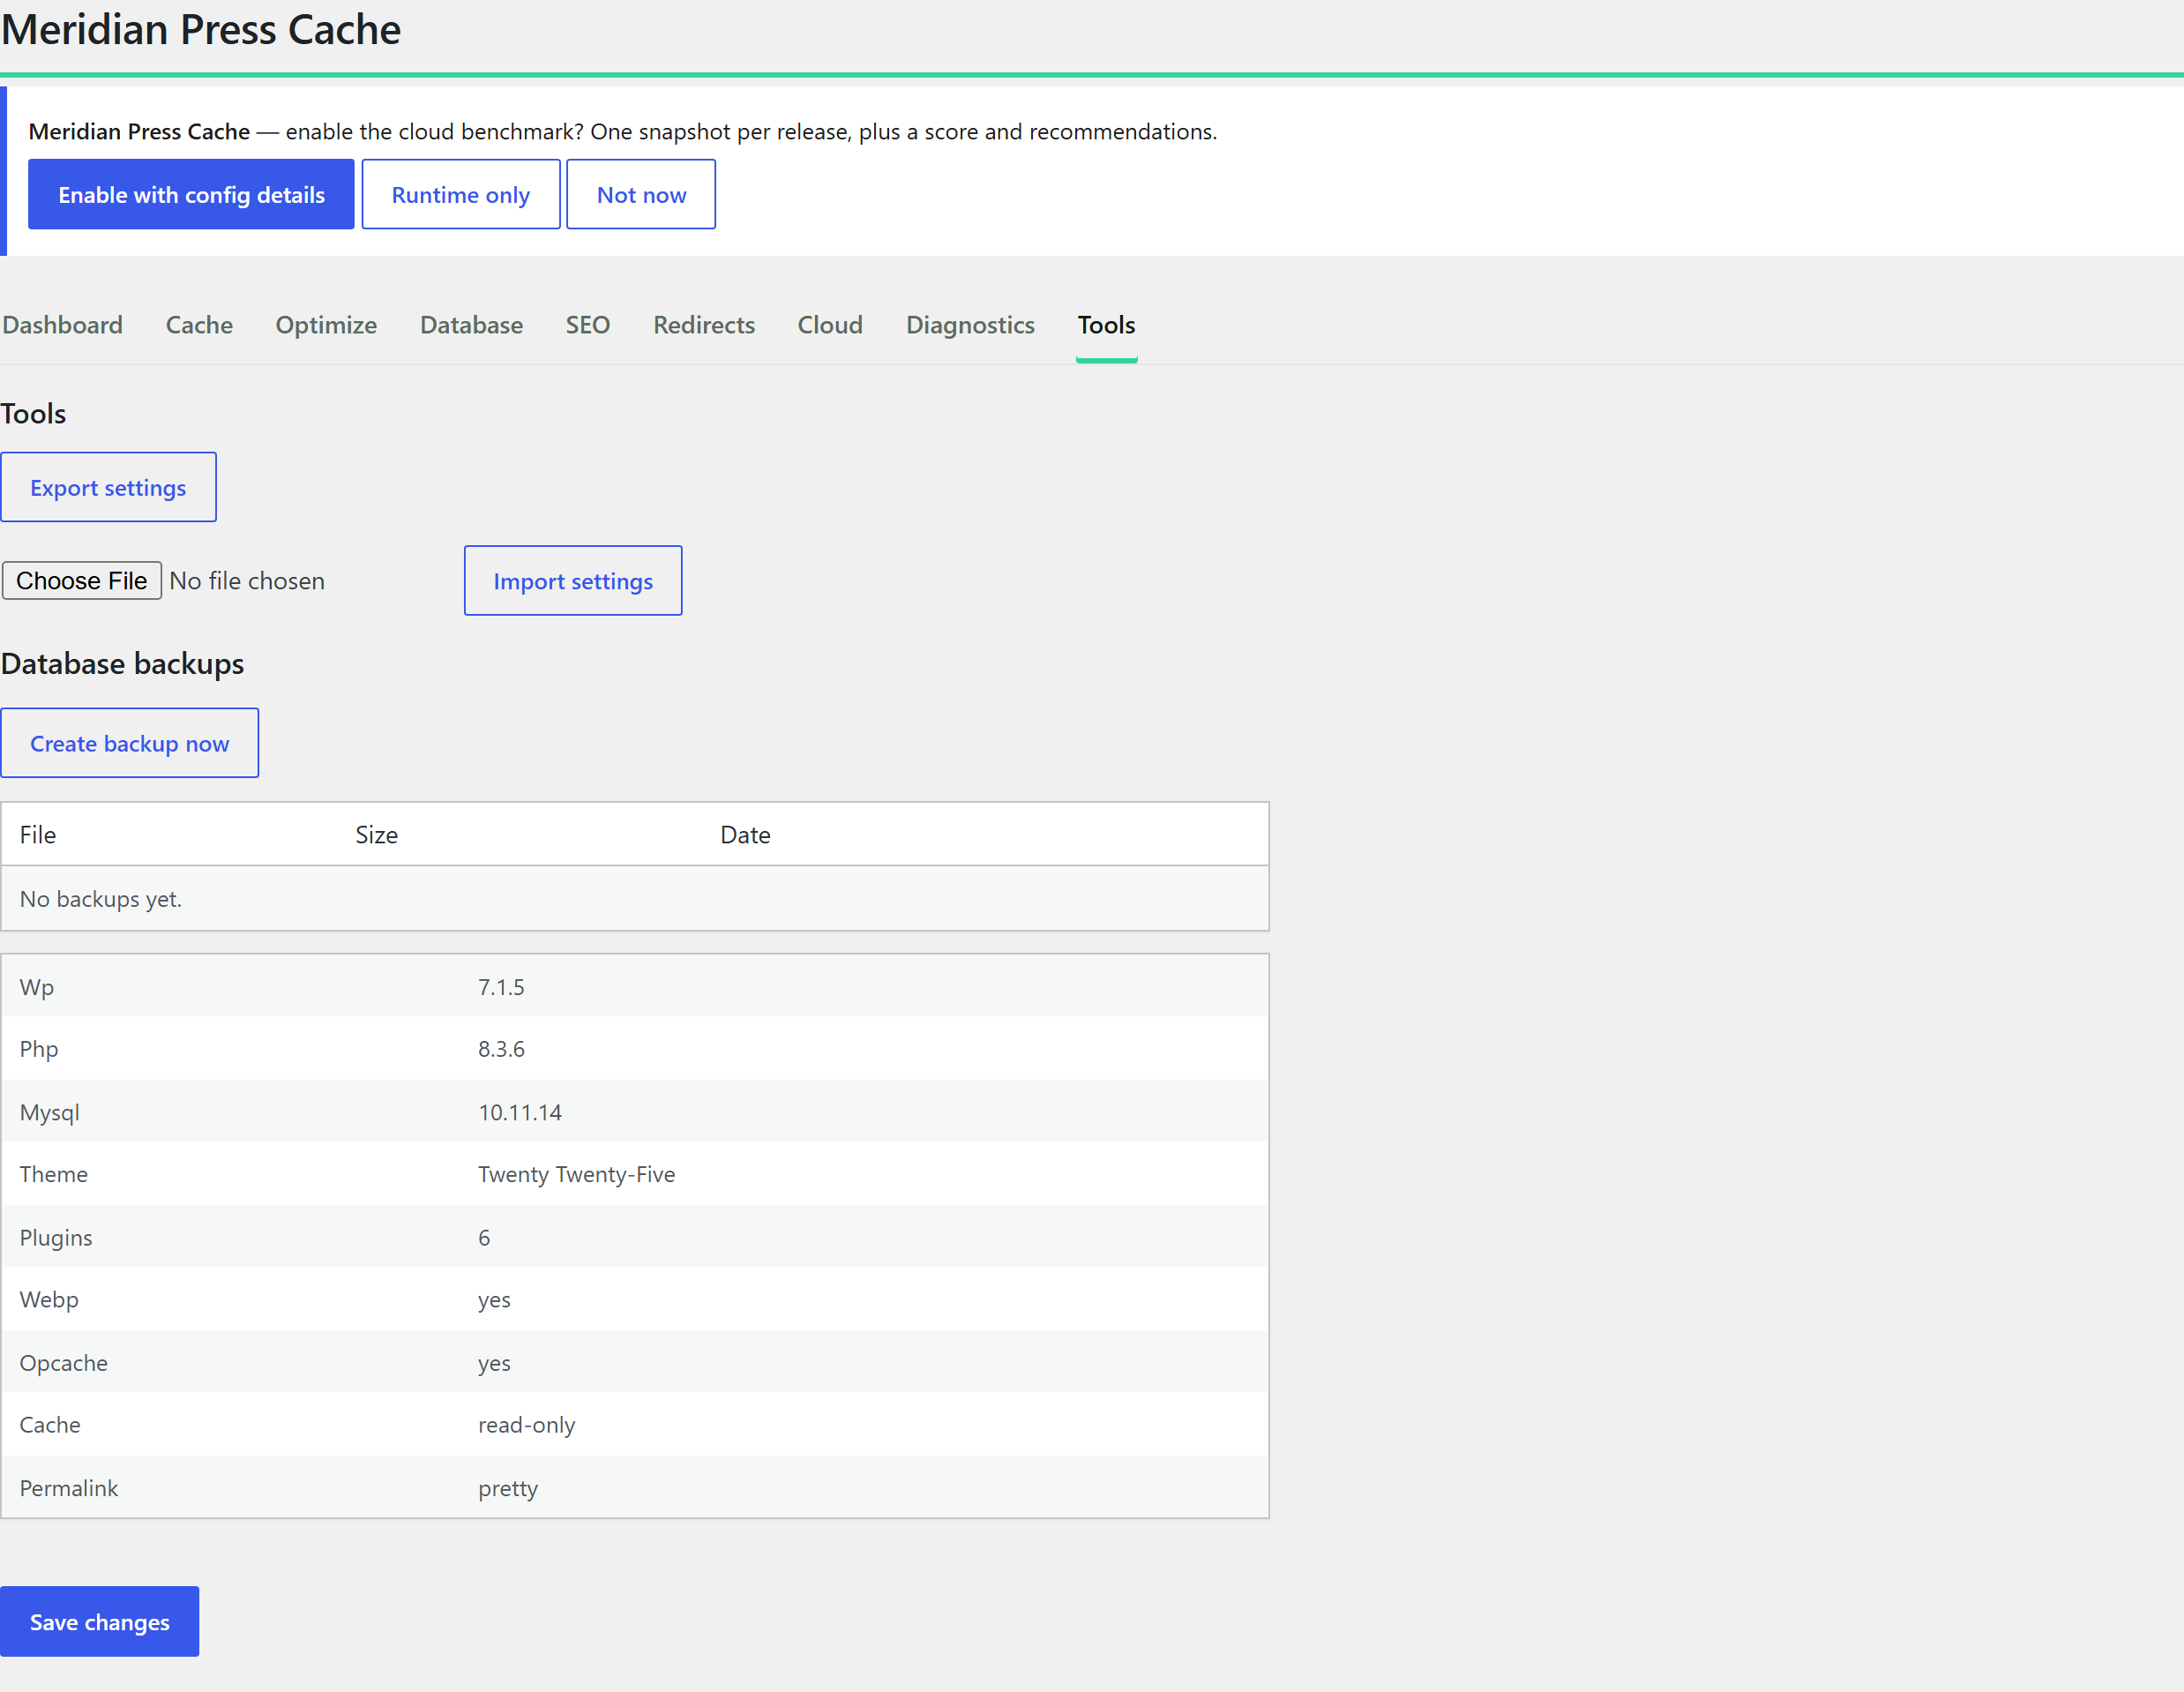 Meridian Press Cache
Meridian Press Cache — enable the cloud benchmark? One snapshot per release, plus a score and recommendations.
Enable with config details Runtime only Not now
Dashboard Cache Optimize Database SEO Redirects Cloud Diagnostics Tools
Tools
Export settings
Choose File No file chosen Import settings
Database backups
Create backup now
File Size Date
No backups yet.
Wp 7.1.5
Php 8.3.6
Mysql 10.11.14
Theme Twenty Twenty-Five
Plugins 6
Webp yes
Opcache yes
Cache read-only
Permalink pretty
Save changes